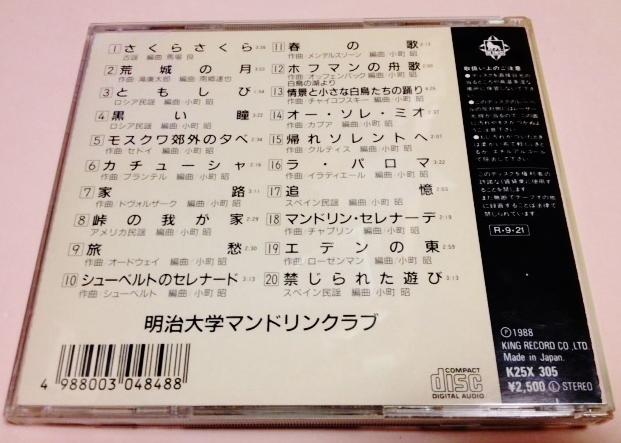 1 さくらさくら 3:38
古謡 編曲 馬場 良
2 荒城の月
作曲 滝廉太郎 編曲 南郷達也
3 ともしび
ロシア民謡 編曲:小町 昭
4 黒い瞳 3:22
ロシア民謡 編曲:小町 昭
5 モスクワ郊外の夕べ 2:34
作曲 セドイ 編曲 小町 昭
6 カチューシャ 2:16
作曲 ブランテル 編曲 小町 昭
7 家路 3:11
作曲 ドヴォルザーク 編曲 小町 昭
8 峠の我が家 2:29
アメリカ民謡 編曲:小町 昭
9 旅愁 2:30
作曲 オードウェイ 編曲 小町 昭
10 シューベルトのセレナード 3:13
作曲 シューベルト 編曲 小町 昭
11 春の歌 2:13
作曲 メンデルスゾーン 編曲 小町 昭
12 ホフマンの舟歌
作曲 オッフェンバック 編曲 小町 昭
白鳥の湖より
13 情景と小さな白鳥たちの踊り 4:25
作曲 チャイコフスキー 編曲 小町 昭
14 オー・ソレ・ミオ 2:37
作曲 カプア 編曲 小町 昭
15 帰れソレントへ 2:01
作曲 クルティス 編曲 小町 昭
16 ラ・パロマ 3:22
作曲 イラディエール 編曲 小町 昭
17 追憶 2:53
スペイン民謡 編曲 小町 昭
18 マンドリン・セレナーデ 2:19
作曲 チャプリン 編曲 小町 昭
19 エデンの東 2:59
作曲 ローゼンマン 編曲 小町 昭
20 禁じられた遊び 3:13
スペイン民謡 編曲 小町 昭
明治大学マンドリンクラブ
4 988003 048488
COMPACT
disc
DIGITAL AUDIO
取扱い上のご注意
R-9・21
Ⓟ1988
KING RECORD CO.,LTD
Made in Japan.
K25X 305
¥2,500 Ⓛ STEREO